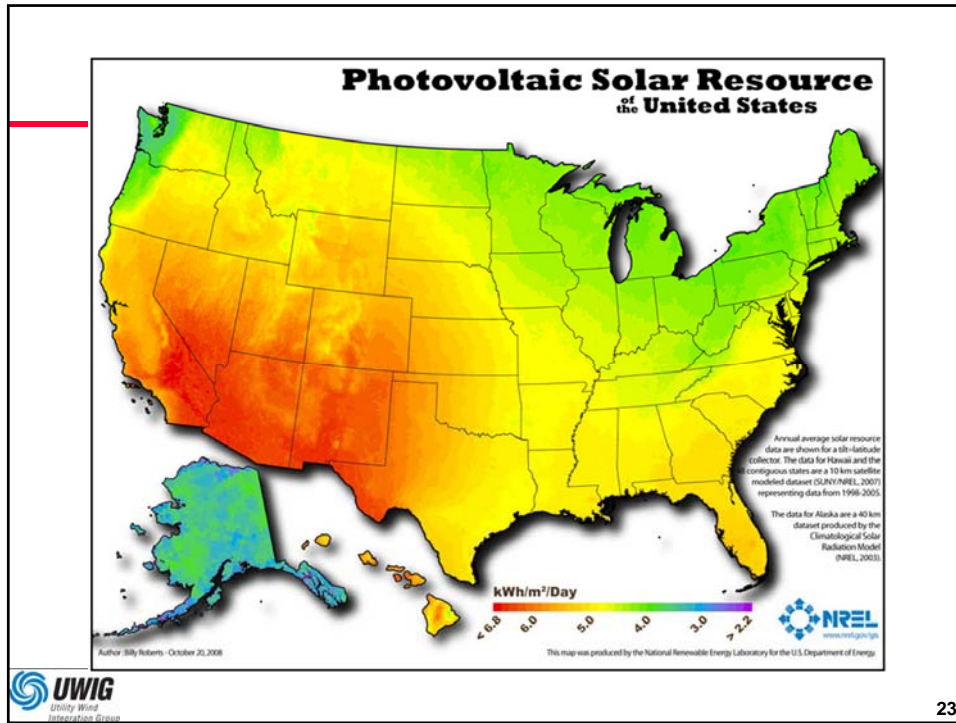 Photovoltaic Solar Resource
of the United States
Annual average solar resource
data are shown for a tilt=latitude
collector. The data for Hawaii and the
48 contiguous states are a 10 km satellite
modeled dataset (SUNY/NREL, 2007)
representing data from 1998-2005.
The data for Alaska are a 40 km
dataset produced by the
Climatological Solar
Radiation Model
(NREL, 2003).
kWh/m²/Day
< 6.8 6.0 5.0 4.0 3.0 > 2.2
NREL
www.nrel.gov/gis
Author : Billy Roberts - October 20, 2008
This map was produced by the National Renewable Energy Laboratory for the U.S. Department of Energy.
UWIG
Utility Wind
Integration Group
23